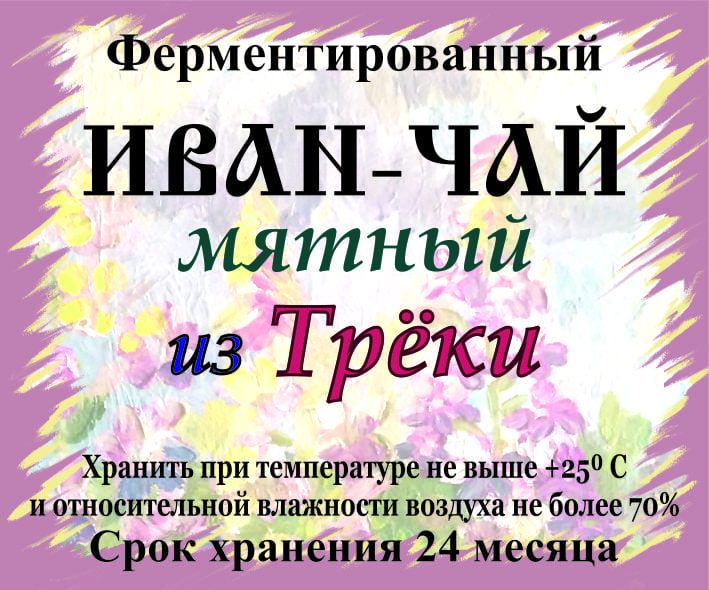 Ферментированный
ИВАН-ЧАЙ
мятный
из Трёки
Хранить при температуре не выше +25⁰ С
и относительной влажности воздуха не более 70%
Срок хранения 24 месяца